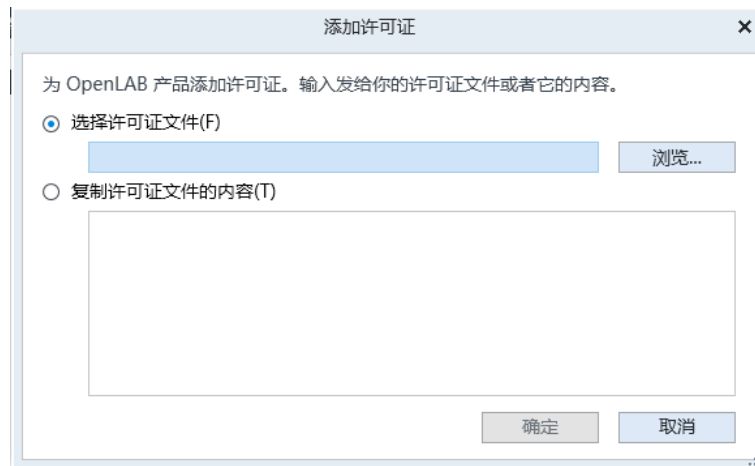 添加许可证
为 OpenLAB 产品添加许可证。输入发给你的许可证文件或者它的内容。
选择许可证文件(F)
浏览...
复制许可证文件的内容(T)
确定
取消